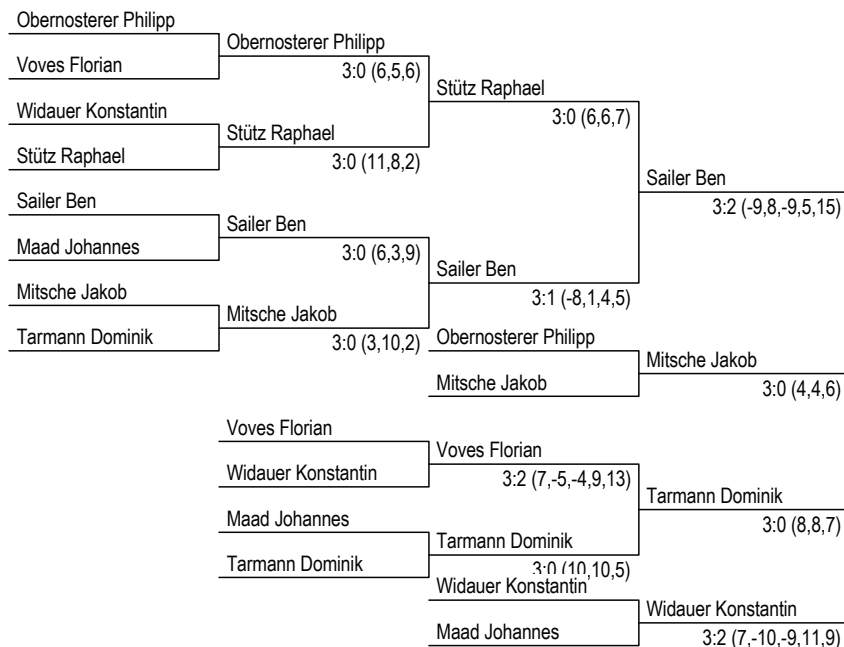 Obernosterer Philipp
Obernosterer Philipp
Voves Florian
3:0 (6,5,6)
Stütz Raphael
Widauer Konstantin
3:0 (6,6,7)
Stütz Raphael
Stütz Raphael
3:0 (11,8,2)
Sailer Ben
Sailer Ben
3:2 (-9,8,-9,5,15)
Sailer Ben
Maad Johannes
3:0 (6,3,9)
Sailer Ben
Mitsche Jakob
3:1 (-8,1,4,5)
Mitsche Jakob
Tarmann Dominik
3:0 (3,10,2)
Obernosterer Philipp
Mitsche Jakob
Mitsche Jakob
3:0 (4,4,6)
Voves Florian
Voves Florian
Widauer Konstantin
3:2 (7,-5,-4,9,13)
Tarmann Dominik
Maad Johannes
3:0 (8,8,7)
Tarmann Dominik
Tarmann Dominik
3:0 (10,10,5)
Widauer Konstantin
Widauer Konstantin
Maad Johannes
3:2 (7,-10,-9,11,9)